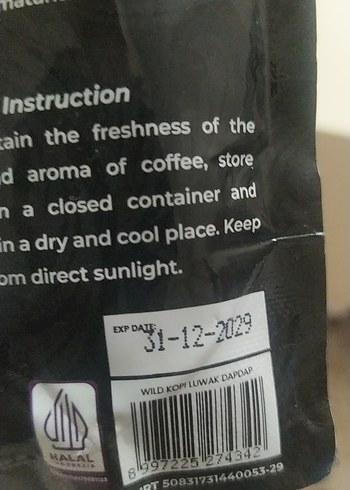 Instruction
tain the freshness of the
d aroma of coffee, store
n a closed container and
in a dry and cool place. Keep
om direct sunlight.
EXP DATE
31-12-2029
WILD KOPI LUWAK DAPDAP
8 997225 274342
HALAL
INDONESIA
RT 50831731440053-29